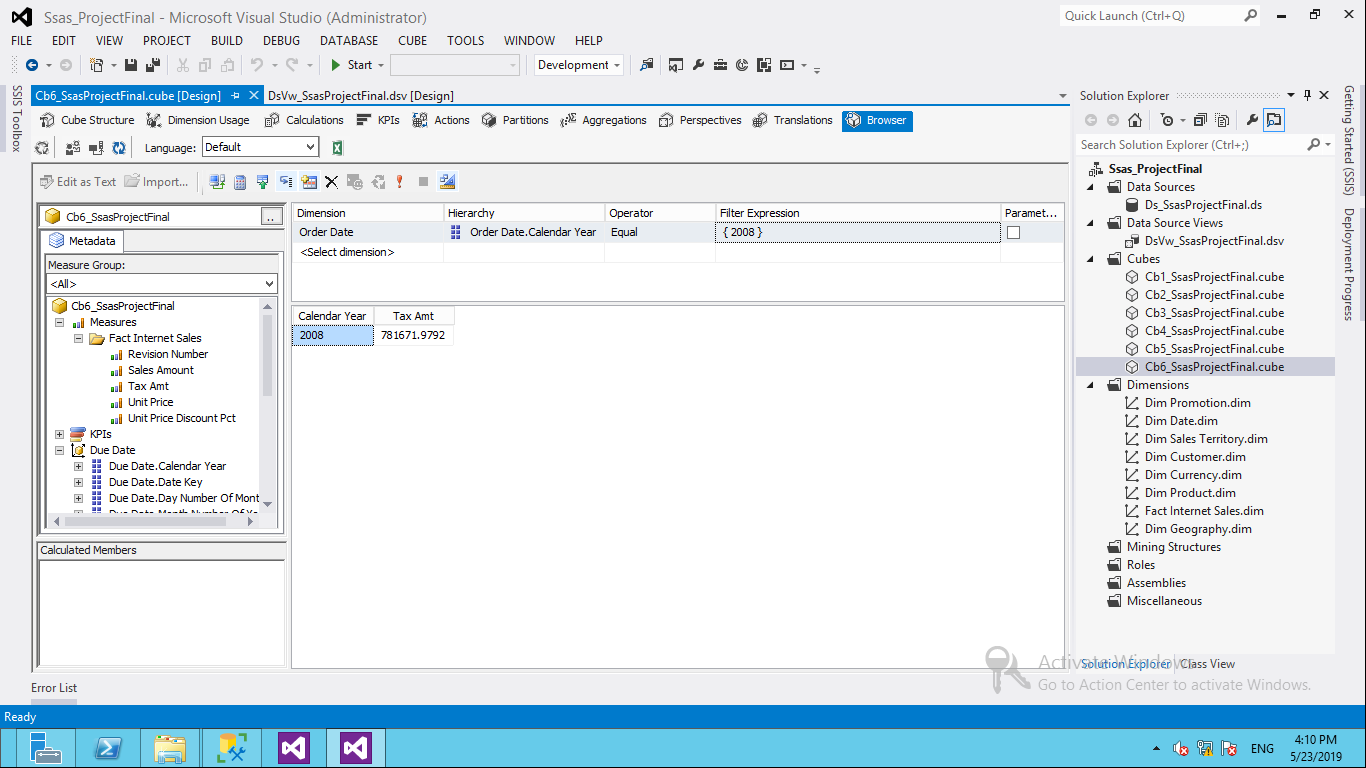 Ssas_ProjectFinal - Microsoft Visual Studio (Administrator)
Quick Launch (Ctrl+Q)
FILE EDIT VIEW PROJECT BUILD DEBUG DATABASE CUBE TOOLS WINDOW HELP
Start Development
SSIS Toolbox
Cb6_SsasProjectFinal.cube [Design] DsVw_SsasProjectFinal.dsv [Design]
Cube Structure Dimension Usage Calculations KPIs Actions Partitions Aggregations Perspectives Translations Browser
Language: Default
Edit as Text Import...
Cb6_SsasProjectFinal ..
Metadata
Measure Group:
<All>
Cb6_SsasProjectFinal
Measures
Fact Internet Sales
Revision Number
Sales Amount
Tax Amt
Unit Price
Unit Price Discount Pct
KPIs
Due Date
Due Date.Calendar Year
Due Date.Date Key
Due Date.Day Number Of Mont
Due Date.Month Number Of Ye
Calculated Members
Dimension Hierarchy Operator Filter Expression Paramet...
Order Date Order Date.Calendar Year Equal { 2008 }
<Select dimension>
Calendar Year Tax Amt
2008 781671.9792
Solution Explorer
Search Solution Explorer (Ctrl+;)
Ssas_ProjectFinal
Data Sources
Ds_SsasProjectFinal.ds
Data Source Views
DsVw_SsasProjectFinal.dsv
Cubes
Cb1_SsasProjectFinal.cube
Cb2_SsasProjectFinal.cube
Cb3_SsasProjectFinal.cube
Cb4_SsasProjectFinal.cube
Cb5_SsasProjectFinal.cube
Cb6_SsasProjectFinal.cube
Dimensions
Dim Promotion.dim
Dim Date.dim
Dim Sales Territory.dim
Dim Customer.dim
Dim Currency.dim
Dim Product.dim
Fact Internet Sales.dim
Dim Geography.dim
Mining Structures
Roles
Assemblies
Miscellaneous
Solution Explorer Class View
Getting Started (SSIS)
Deployment Progress
Activate Windows
Go to Action Center to activate Windows.
Error List
Ready
ENG
4:10 PM
5/23/2019